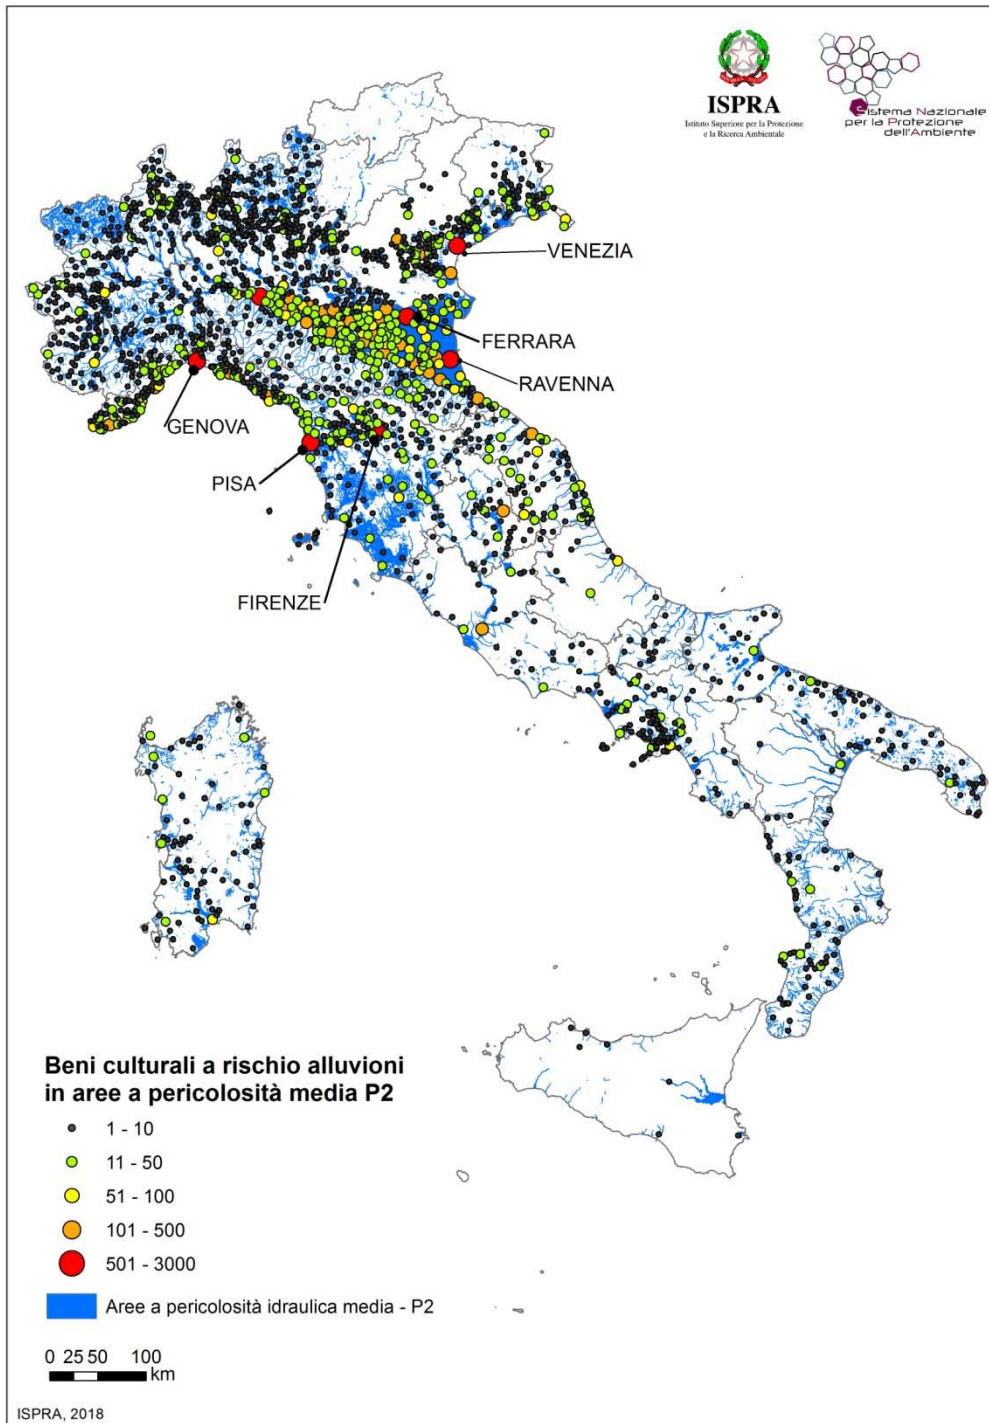 ISPRA
Istituto Superiore per la Protezione
e la Ricerca Ambientale
Sistema Nazionale
per la Protezione
dell'Ambiente
VENEZIA
FERRARA
RAVENNA
GENOVA
PISA
FIRENZE
Beni culturali a rischio alluvioni
in aree a pericolosità media P2
1 - 10
11 - 50
51 - 100
101 - 500
501 - 3000
Aree a pericolosità idraulica media - P2
0 25 50 100
km
ISPRA, 2018